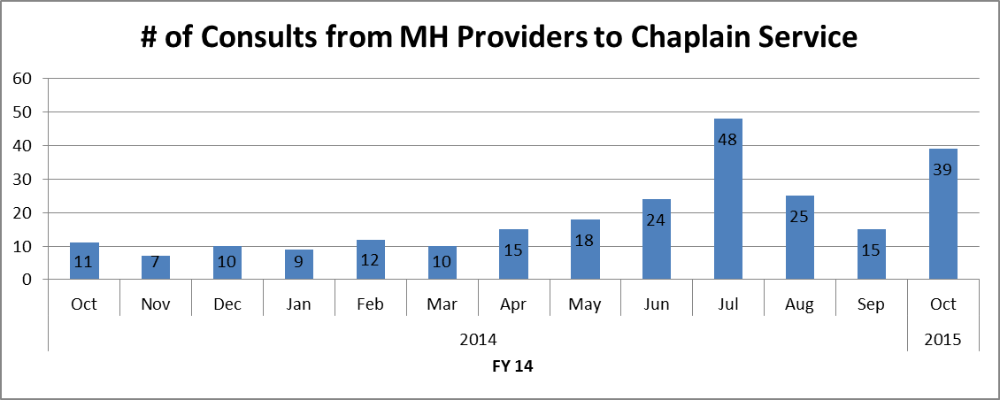 # of Consults from MH Providers to Chaplain Service
60
50
40
30
20
10
0
11 7 10 9 12 10 15 18 24 48 25 15 39
Oct Nov Dec Jan Feb Mar Apr May Jun Jul Aug Sep Oct
2014 2015
FY 14